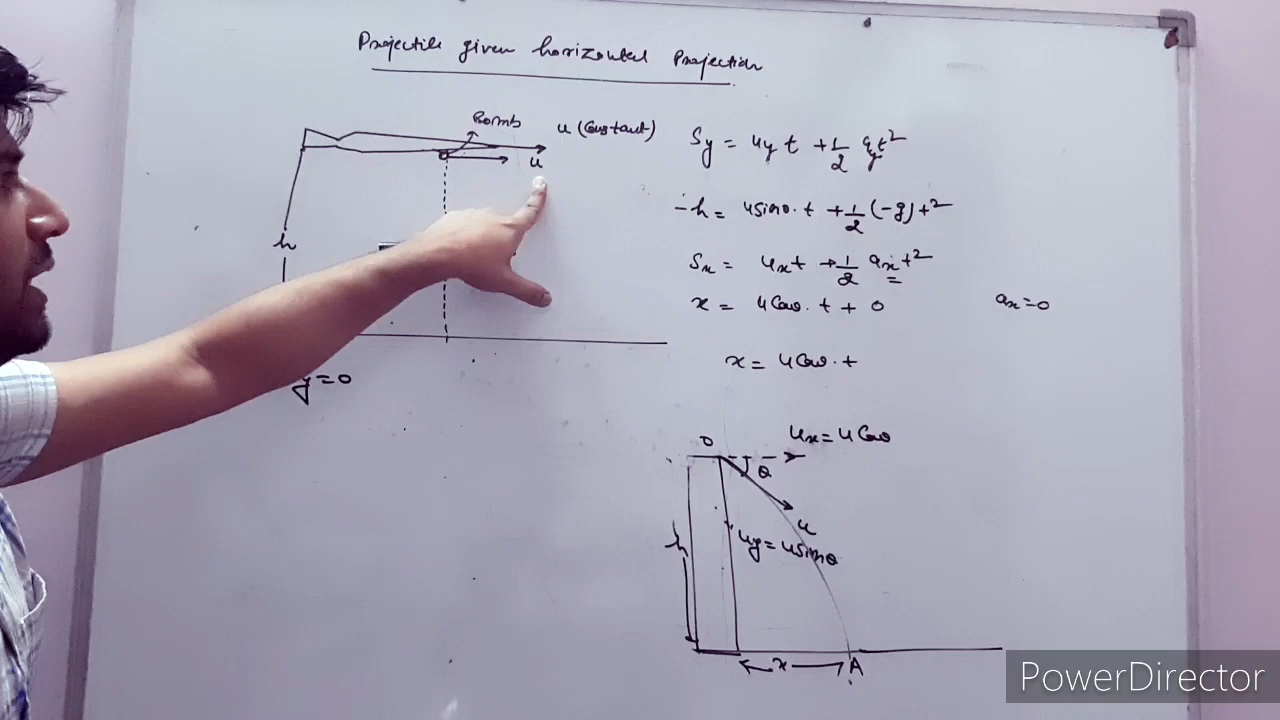 Projectile given horizontal Projection
Bomb
u (Constant)
u
h
y=0
Sy = uy t + 1/2 ay t²
-h = u sinθ. t + 1/2 (-g) t²
Sx = ux t + 1/2 ax t²
x = u Cosθ. t + 0
ax=0
x = u Cosθ. t
O
ux = u Cosθ
θ
u
h
uy = u sinθ
x
A
PowerDirector